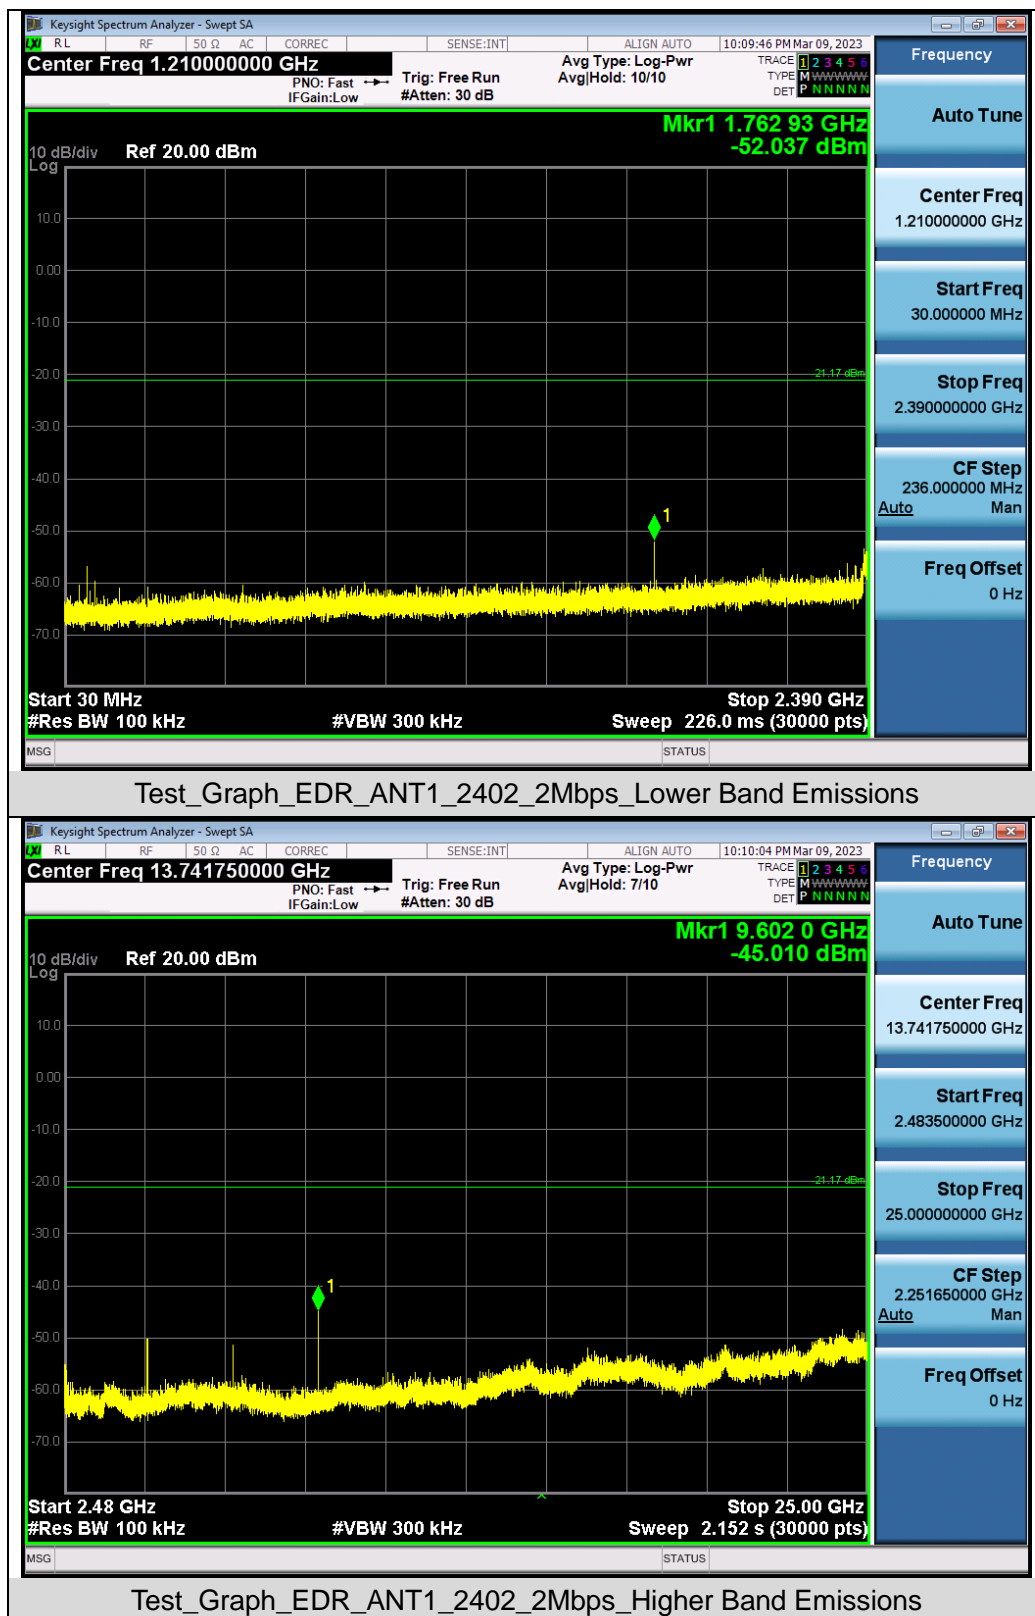 Keysight Spectrum Analyzer - Swept SA
LXI RL RF 50 Ω AC CORREC SENSE:INT ALIGN AUTO 10:09:46 PM Mar 09, 2023
Center Freq 1.210000000 GHz
PNO: Fast
IFGain:Low
Trig: Free Run
#Atten: 30 dB
Avg Type: Log-Pwr
Avg|Hold: 10/10
TRACE 1 2 3 4 5 6
TYPE M WWWWW
DET P N N N N N
Mkr1 1.762 93 GHz
-52.037 dBm
10 dB/div Ref 20.00 dBm
Log
10.0
0.00
-10.0
-20.0
-21.17 dBm
-30.0
-40.0
-50.0
1
-60.0
-70.0
Start 30 MHz Stop 2.390 GHz
#Res BW 100 kHz #VBW 300 kHz Sweep 226.0 ms (30000 pts)
MSG STATUS
Frequency
Auto Tune
Center Freq
1.210000000 GHz
Start Freq
30.000000 MHz
Stop Freq
2.390000000 GHz
CF Step
236.000000 MHz
Auto Man
Freq Offset
0 Hz
Test_Graph_EDR_ANT1_2402_2Mbps_Lower Band Emissions
Keysight Spectrum Analyzer - Swept SA
LXI RL RF 50 Ω AC CORREC SENSE:INT ALIGN AUTO 10:10:04 PM Mar 09, 2023
Center Freq 13.741750000 GHz
PNO: Fast
IFGain:Low
Trig: Free Run
#Atten: 30 dB
Avg Type: Log-Pwr
Avg|Hold: 7/10
TRACE 1 2 3 4 5 6
TYPE M WWWWW
DET P N N N N N
Mkr1 9.602 0 GHz
-45.010 dBm
10 dB/div Ref 20.00 dBm
Log
10.0
0.00
-10.0
-20.0
-21.17 dBm
-30.0
-40.0
1
-50.0
-60.0
-70.0
Start 2.48 GHz Stop 25.00 GHz
#Res BW 100 kHz #VBW 300 kHz Sweep 2.152 s (30000 pts)
MSG STATUS
Frequency
Auto Tune
Center Freq
13.741750000 GHz
Start Freq
2.483500000 GHz
Stop Freq
25.000000000 GHz
CF Step
2.251650000 GHz
Auto Man
Freq Offset
0 Hz
Test_Graph_EDR_ANT1_2402_2Mbps_Higher Band Emissions